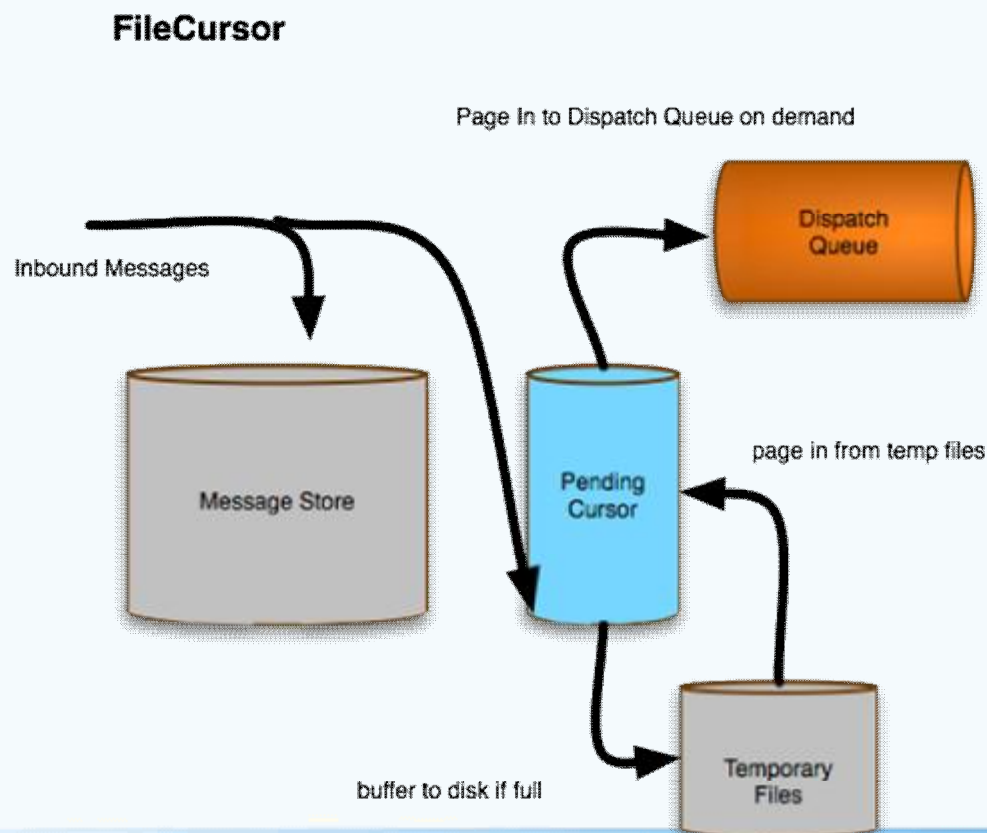 FileCursor
Page In to Dispatch Queue on demand
Dispatch
Queue
Inbound Messages
page in from temp files
Pending
Cursor
Message Store
Temporary
Files
buffer to disk if full